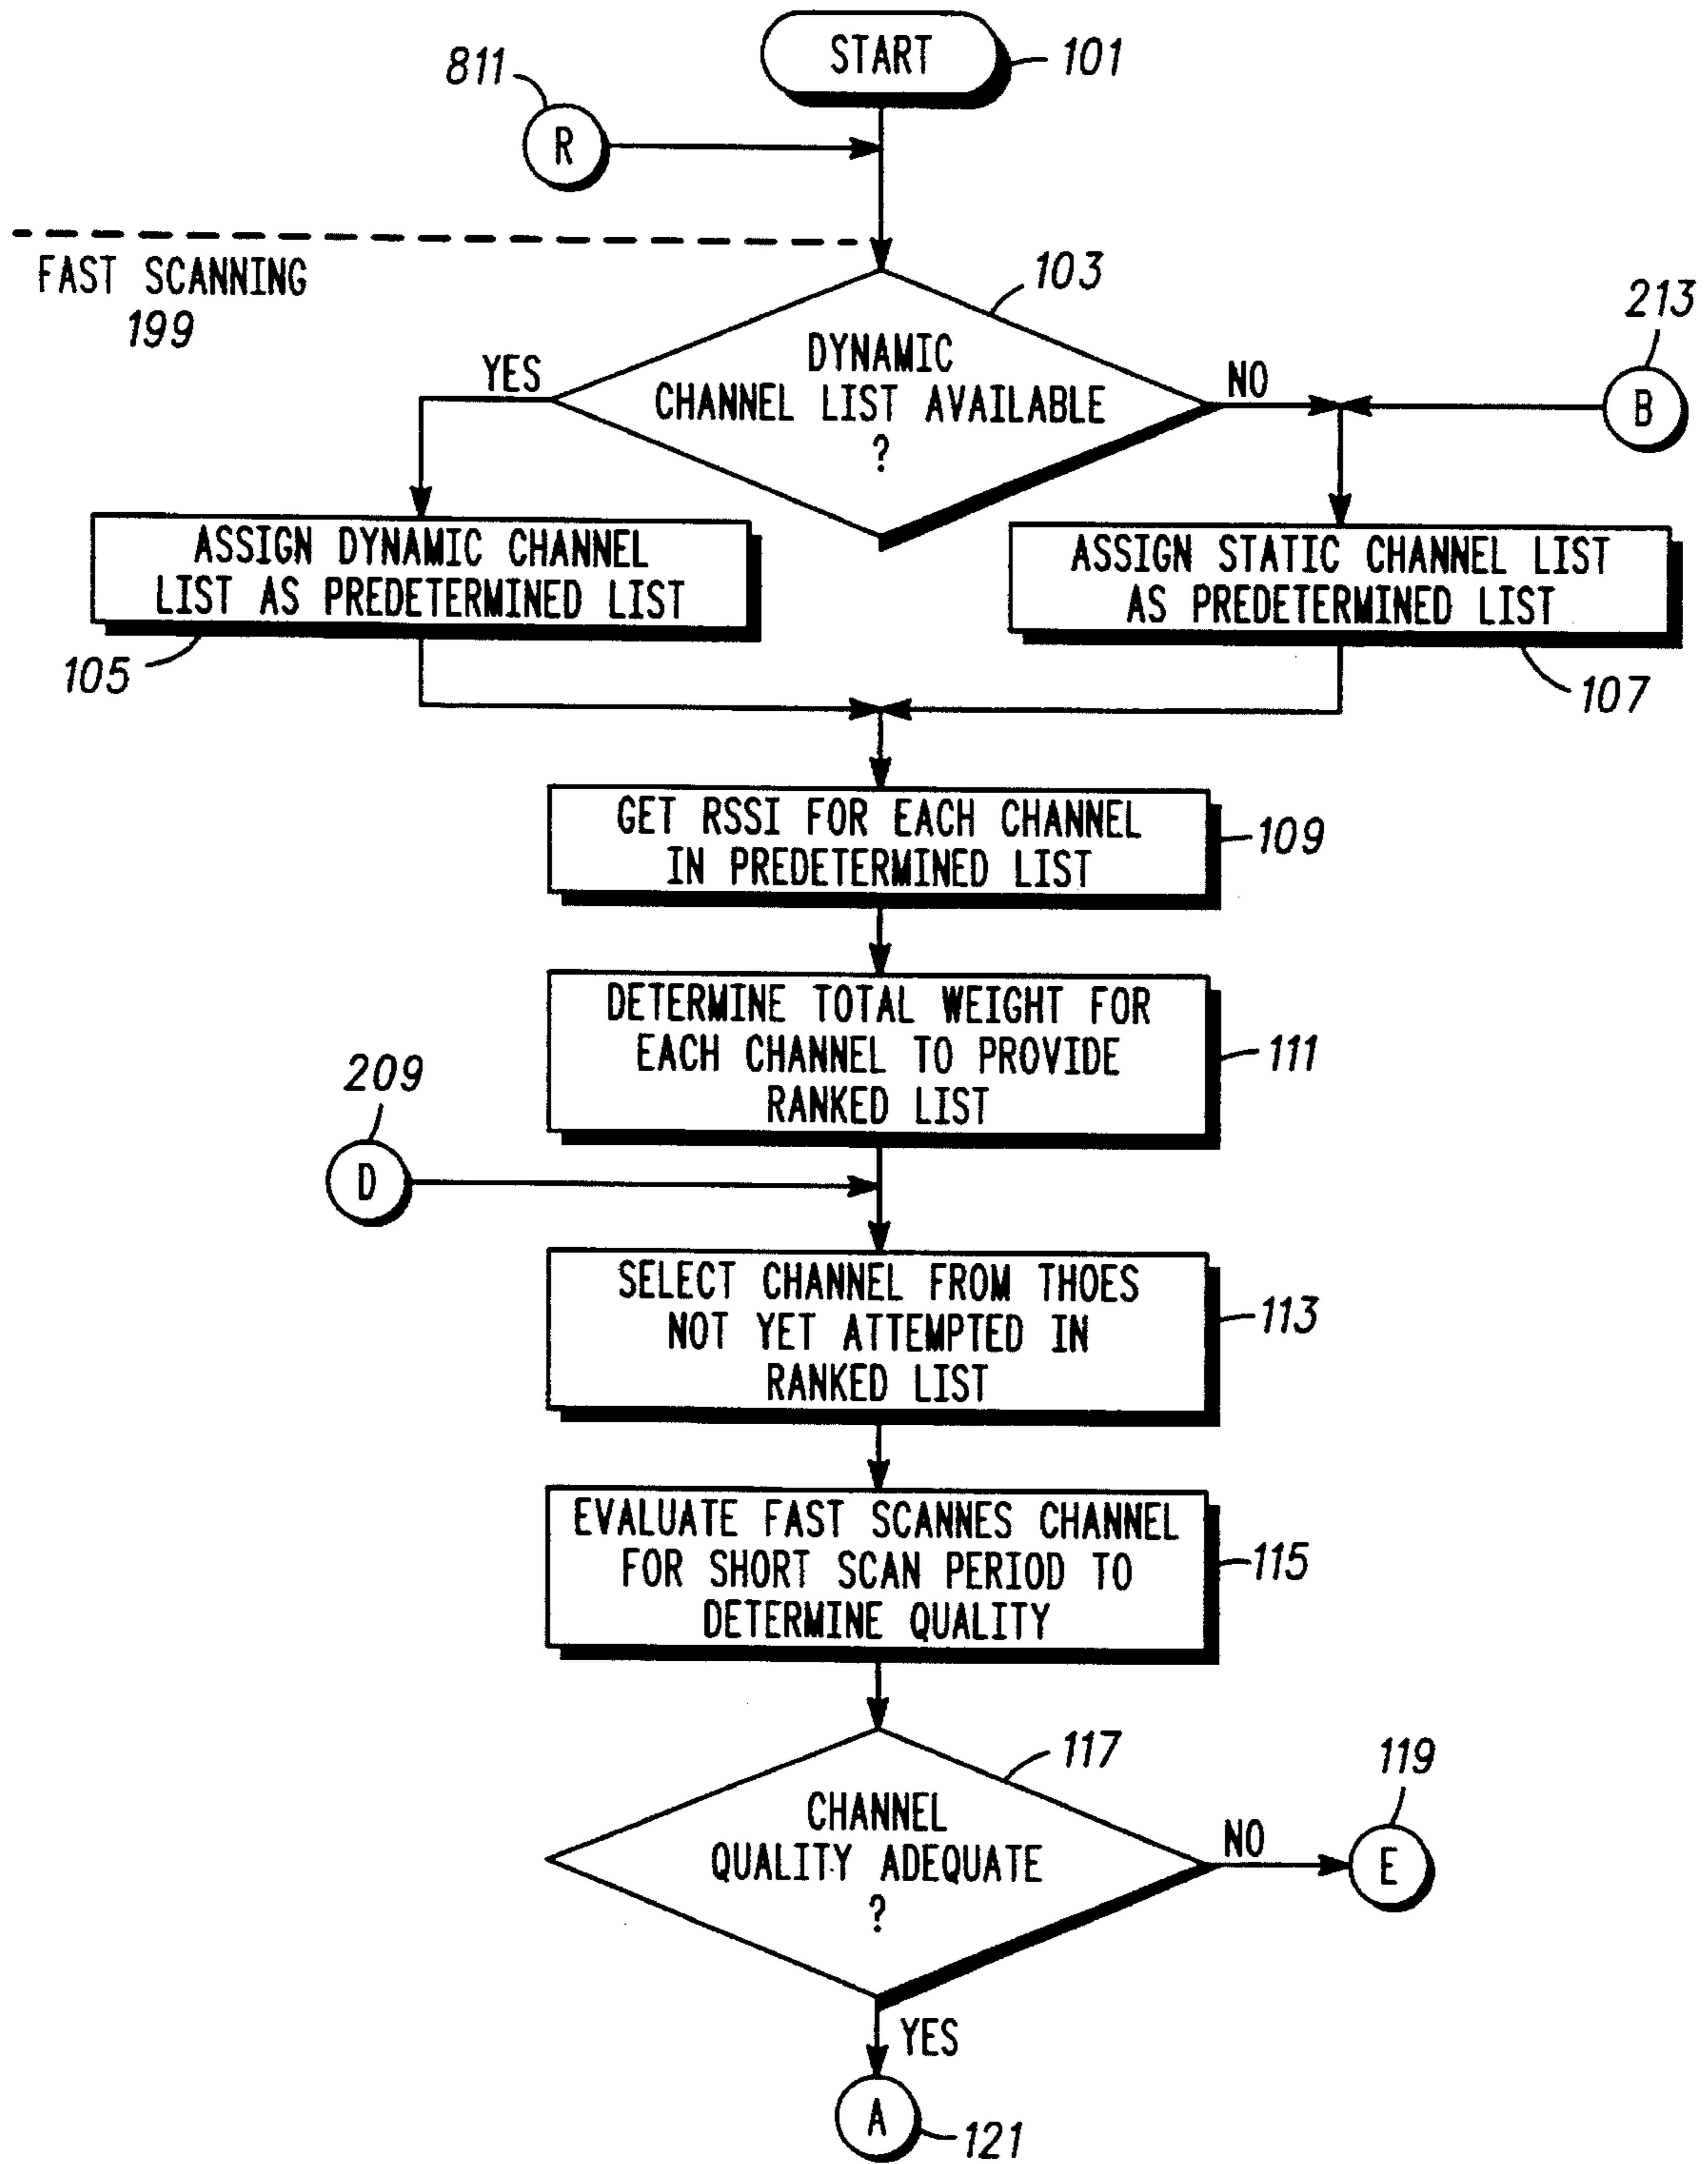 START
101
811
R
FAST SCANNING
199
103
DYNAMIC
CHANNEL LIST AVAILABLE
?
YES
NO
213
B
ASSIGN DYNAMIC CHANNEL
LIST AS PREDETERMINED LIST
105
ASSIGN STATIC CHANNEL LIST
AS PREDETERMINED LIST
107
GET RSSI FOR EACH CHANNEL
IN PREDETERMINED LIST
109
DETERMINE TOTAL WEIGHT FOR
EACH CHANNEL TO PROVIDE
RANKED LIST
111
209
D
SELECT CHANNEL FROM THOES
NOT YET ATTEMPTED IN
RANKED LIST
113
EVALUATE FAST SCANNES CHANNEL
FOR SHORT SCAN PERIOD TO
DETERMINE QUALITY
115
117
CHANNEL
QUALITY ADEQUATE
?
NO
119
E
YES
A
121